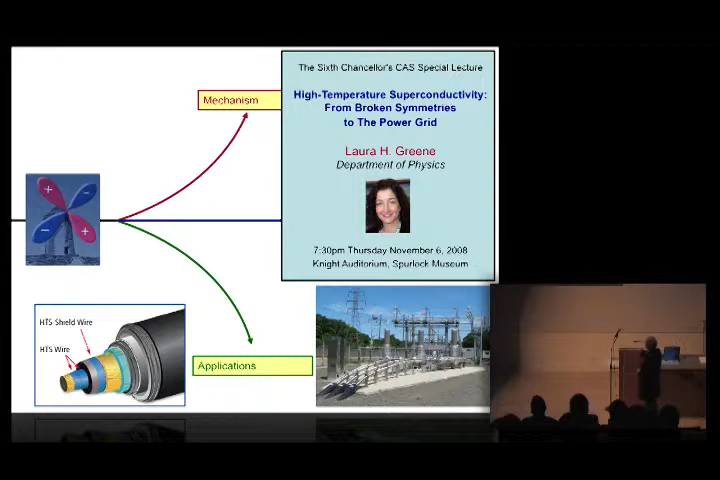 The Sixth Chancellor's CAS Special Lecture
High-Temperature Superconductivity:
From Broken Symmetries
to The Power Grid
Laura H. Greene
Department of Physics
7:30pm Thursday November 6, 2008
Knight Auditorium, Spurlock Museum
Mechanism
+
−
−
+
HTS Shield Wire
HTS Wire
Applications